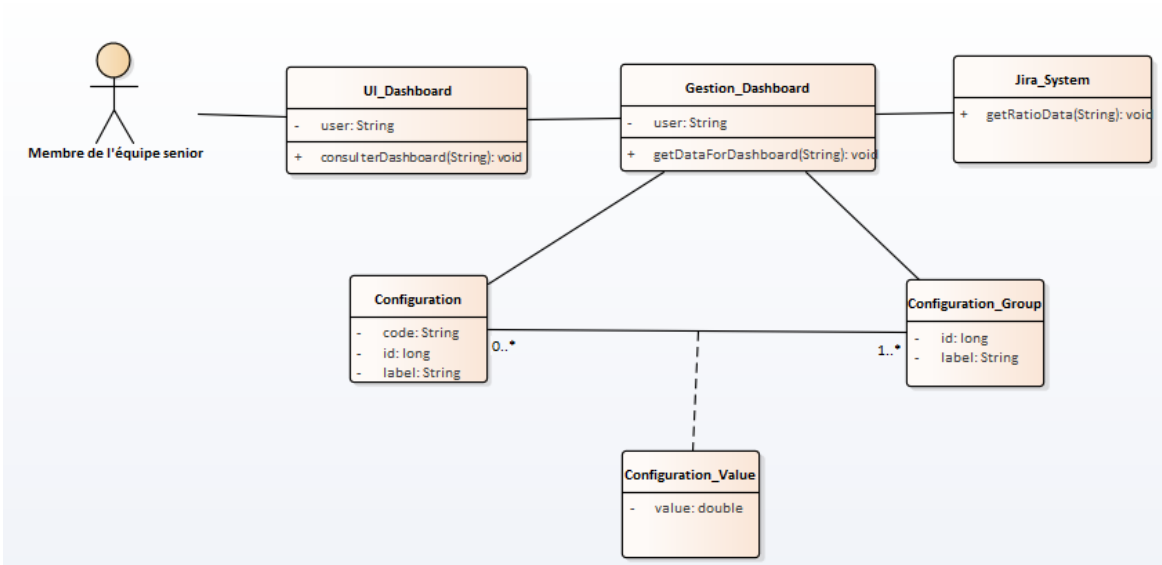 Membre de l'équipe senior
UI_Dashboard
- user: String
+ consulterDashboard(String): void
Gestion_Dashboard
- user: String
+ getDataForDashboard(String): void
Jira_System
+ getRatioData(String): void
Configuration
- code: String
- id: long
- label: String
0..*
1..*
Configuration_Group
- id: long
- label: String
Configuration_Value
- value: double